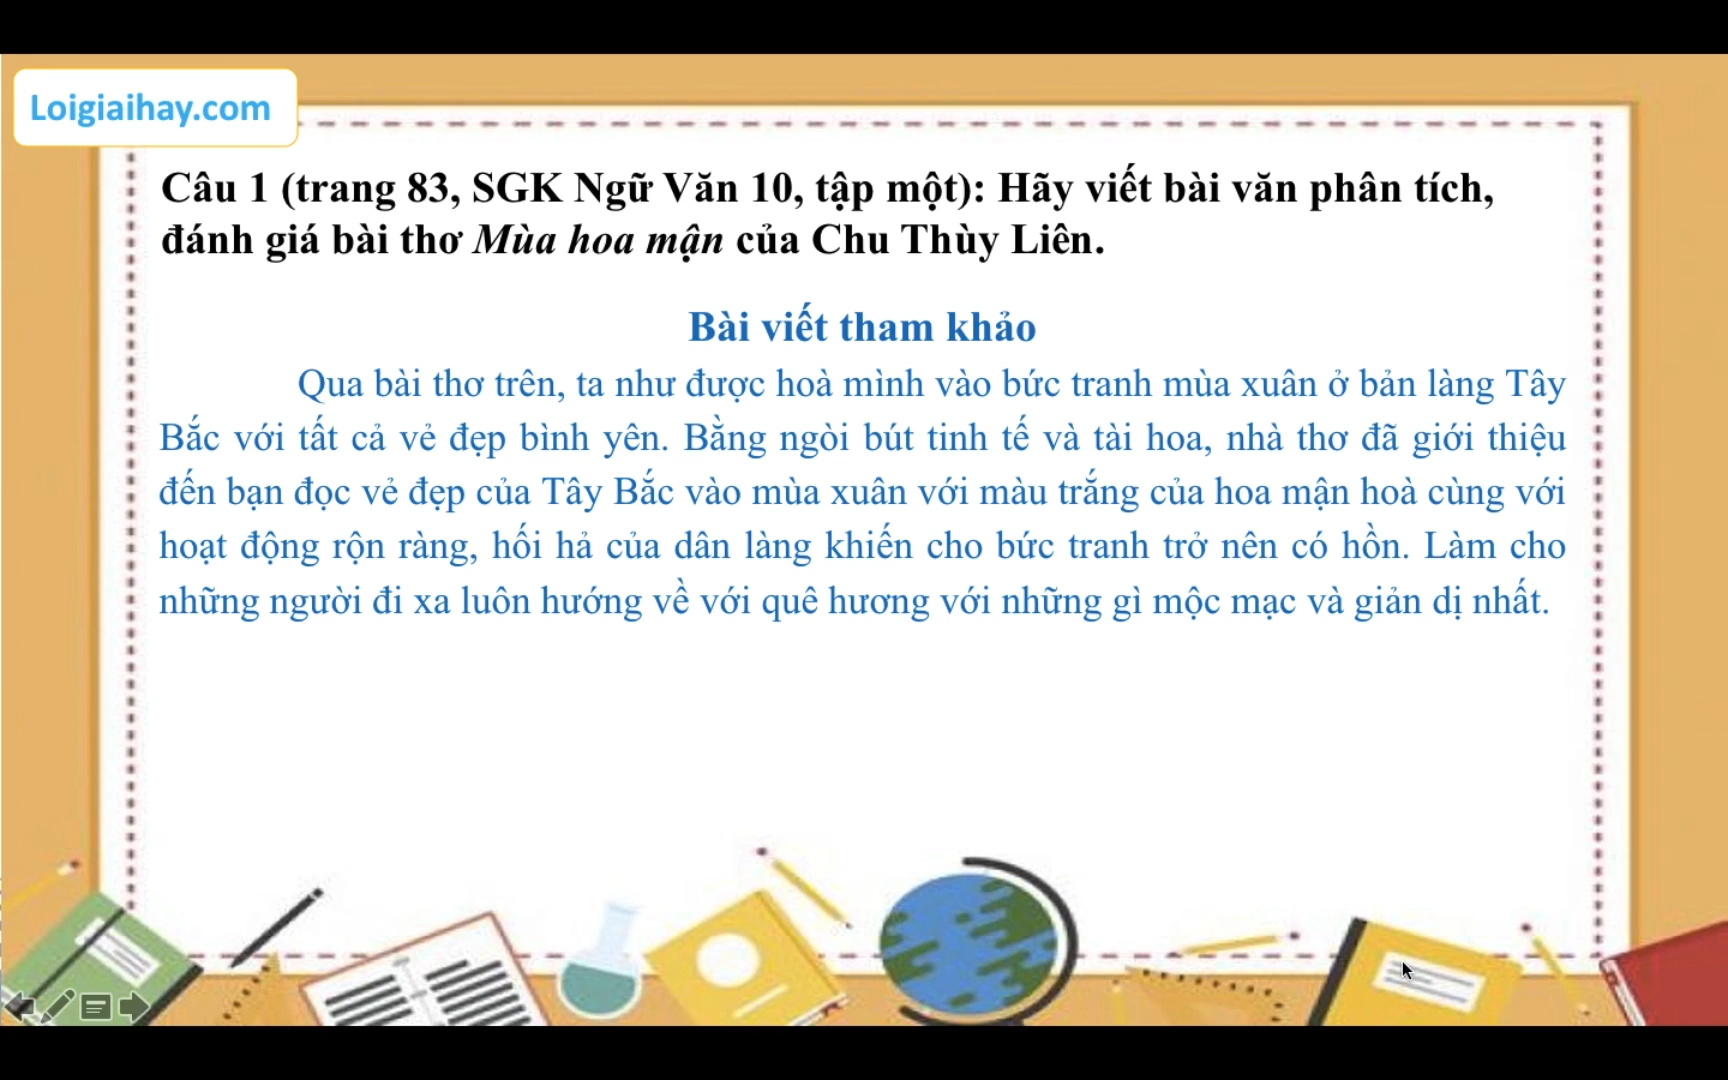 Loigiaihay.com
Câu 1 (trang 83, SGK Ngữ Văn 10, tập một): Hãy viết bài văn phân tích,
đánh giá bài thơ Mùa hoa mận của Chu Thùy Liên.
Bài viết tham khảo
Qua bài thơ trên, ta như được hoà mình vào bức tranh mùa xuân ở bản làng Tây
Bắc với tất cả vẻ đẹp bình yên. Bằng ngòi bút tinh tế và tài hoa, nhà thơ đã giới thiệu
đến bạn đọc vẻ đẹp của Tây Bắc vào mùa xuân với màu trắng của hoa mận hoà cùng với
hoạt động rộn ràng, hối hả của dân làng khiến cho bức tranh trở nên có hồn. Làm cho
những người đi xa luôn hướng về với quê hương với những gì mộc mạc và giản dị nhất.